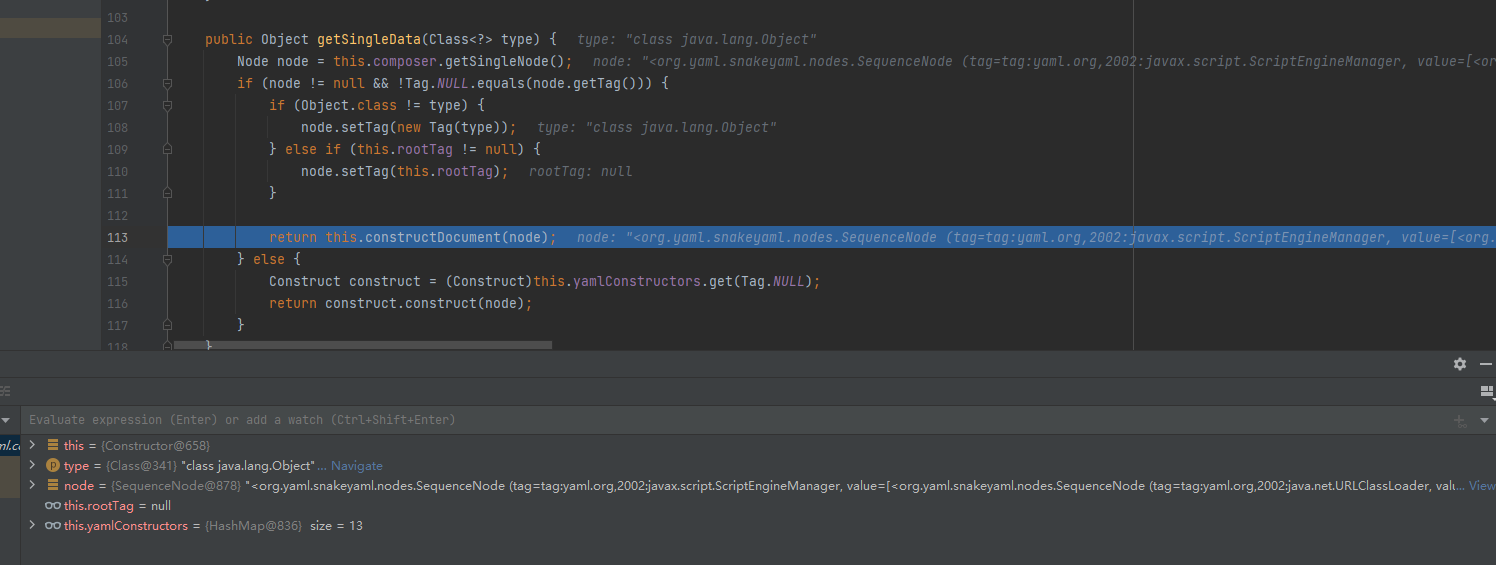 103
104 public Object getSingleData(Class<?> type) { type: "class java.lang.Object"
105 Node node = this.composer.getSingleNode(); node: "<org.yaml.snakeyaml.nodes.SequenceNode (tag=tag:yaml.org,2002:javax.script.ScriptEngineManager, value=[<org
106 if (node != null && !Tag.NULL.equals(node.getTag())) {
107 if (Object.class != type) {
108 node.setTag(new Tag(type)); type: "class java.lang.Object"
109 } else if (this.rootTag != null) {
110 node.setTag(this.rootTag); rootTag: null
111 }
112
113 return this.constructDocument(node); node: "<org.yaml.snakeyaml.nodes.SequenceNode (tag=tag:yaml.org,2002:javax.script.ScriptEngineManager, value=[<org.
114 } else {
115 Construct construct = (Construct)this.yamlConstructors.get(Tag.NULL);
116 return construct.construct(node);
117 }
118 }
Evaluate expression (Enter) or add a watch (Ctrl+Shift+Enter)
this = {Constructor@658}
type = {Class@341} "class java.lang.Object"... Navigate
node = {SequenceNode@878} "<org.yaml.snakeyaml.nodes.SequenceNode (tag=tag:yaml.org,2002:javax.script.ScriptEngineManager, value=[<org.yaml.snakeyaml.nodes.SequenceNode (tag=tag:yaml.org,2002:java.net.URLClassLoader, valu... View
this.rootTag = null
this.yamlConstructors = {HashMap@836} size = 13